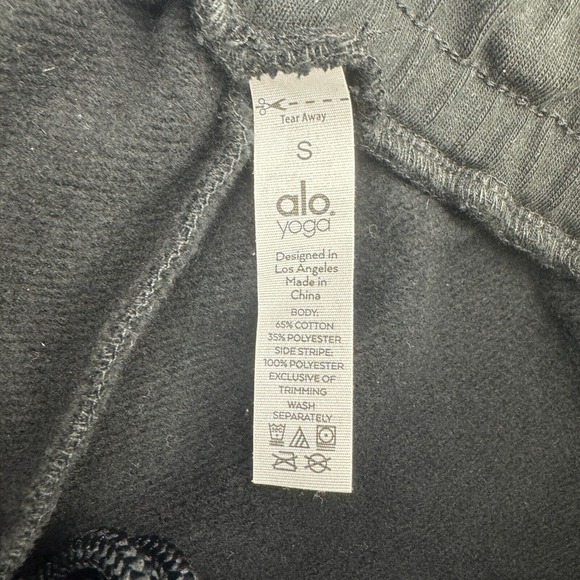 Tear Away
S
alo.
yoga
Designed in
Los Angeles
Made in
China
BODY:
65% COTTON
35% POLYESTER
SIDE STRIPE:
100% POLYESTER
EXCLUSIVE OF
TRIMMING
WASH
SEPARATELY